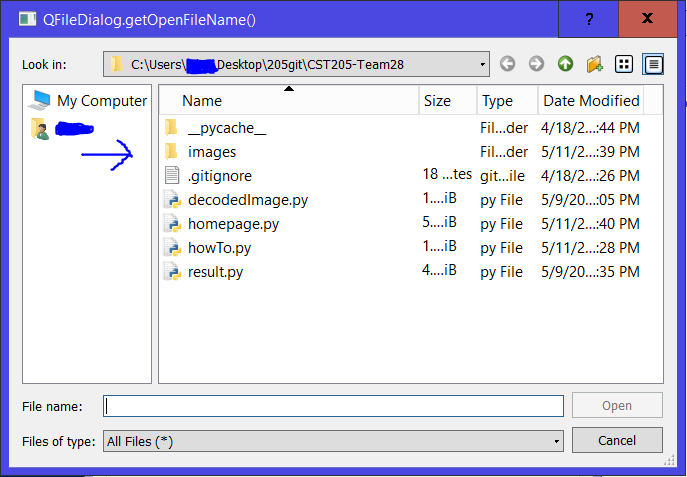 QFileDialog.getOpenFileName() ? x
Look in: C:\Users\ Desktop\205git\CST205-Team28
My Computer
Name Size Type Date Modified
__pycache__ Fil...der 4/18/2...:44 PM
images Fil...der 5/11/2...:39 PM
.gitignore 18 ...tes git...ile 4/18/2...:26 PM
decodedImage.py 1....iB py File 5/9/20...:05 PM
homepage.py 5....iB py File 5/11/2...:40 PM
howTo.py 1....iB py File 5/11/2...:28 PM
result.py 4....iB py File 5/9/20...:35 PM
File name: Open
Files of type: All Files (*) Cancel